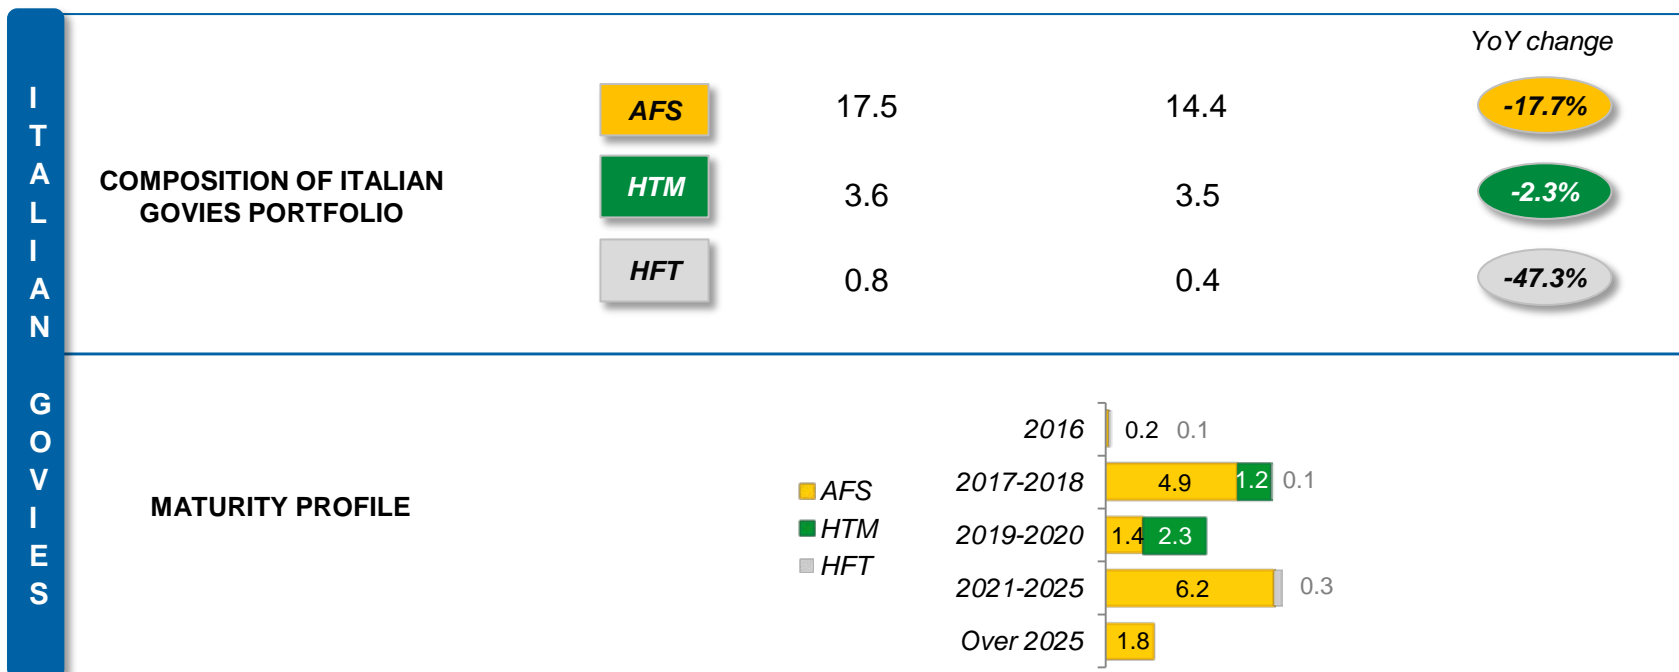 ITALIAN GOVIES
YoY change
AFS 17.5 14.4 -17.7%
COMPOSITION OF ITALIAN
GOVIES PORTFOLIO
HTM 3.6 3.5 -2.3%
HFT 0.8 0.4 -47.3%
MATURITY PROFILE
AFS
HTM
HFT
2016 0.2 0.1
2017-2018 4.9 1.2 0.1
2019-2020 1.4 2.3
2021-2025 6.2 0.3
Over 2025 1.8